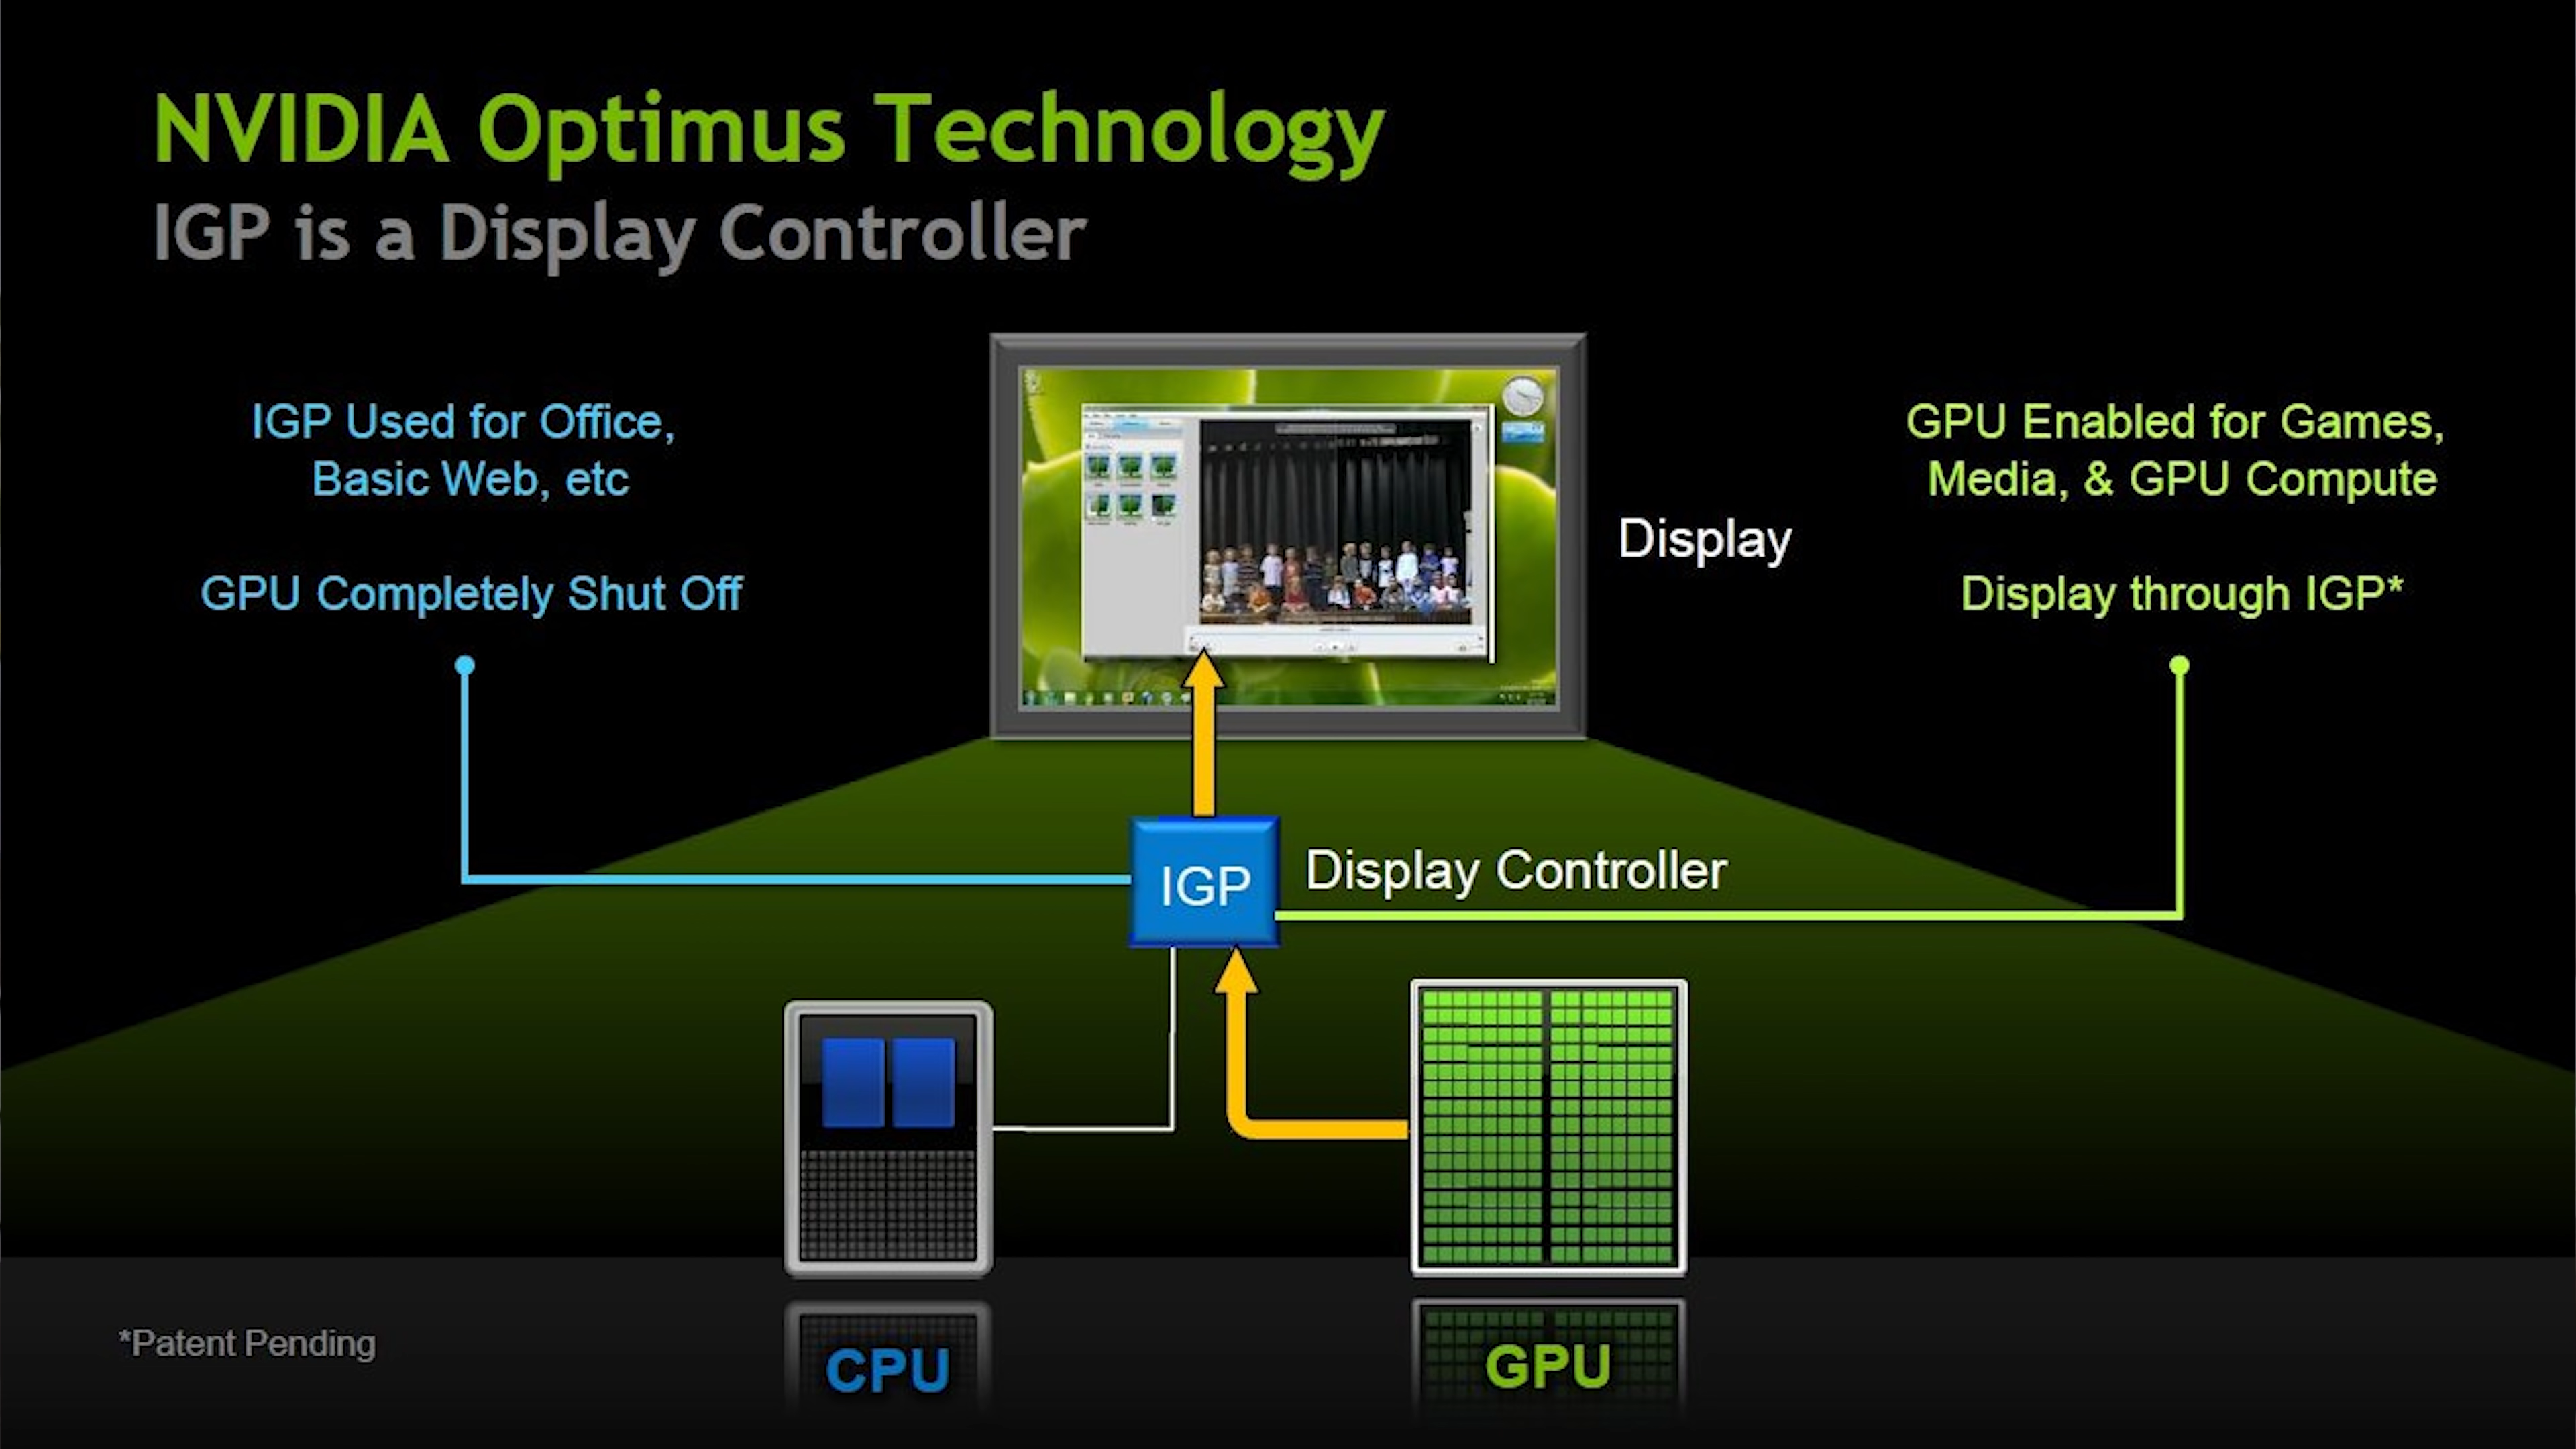 NVIDIA Optimus Technology
IGP is a Display Controller
IGP Used for Office,
Basic Web, etc
GPU Completely Shut Off
GPU Enabled for Games,
Media, & GPU Compute
Display through IGP*
Display
IGP
Display Controller
CPU
GPU
*Patent Pending